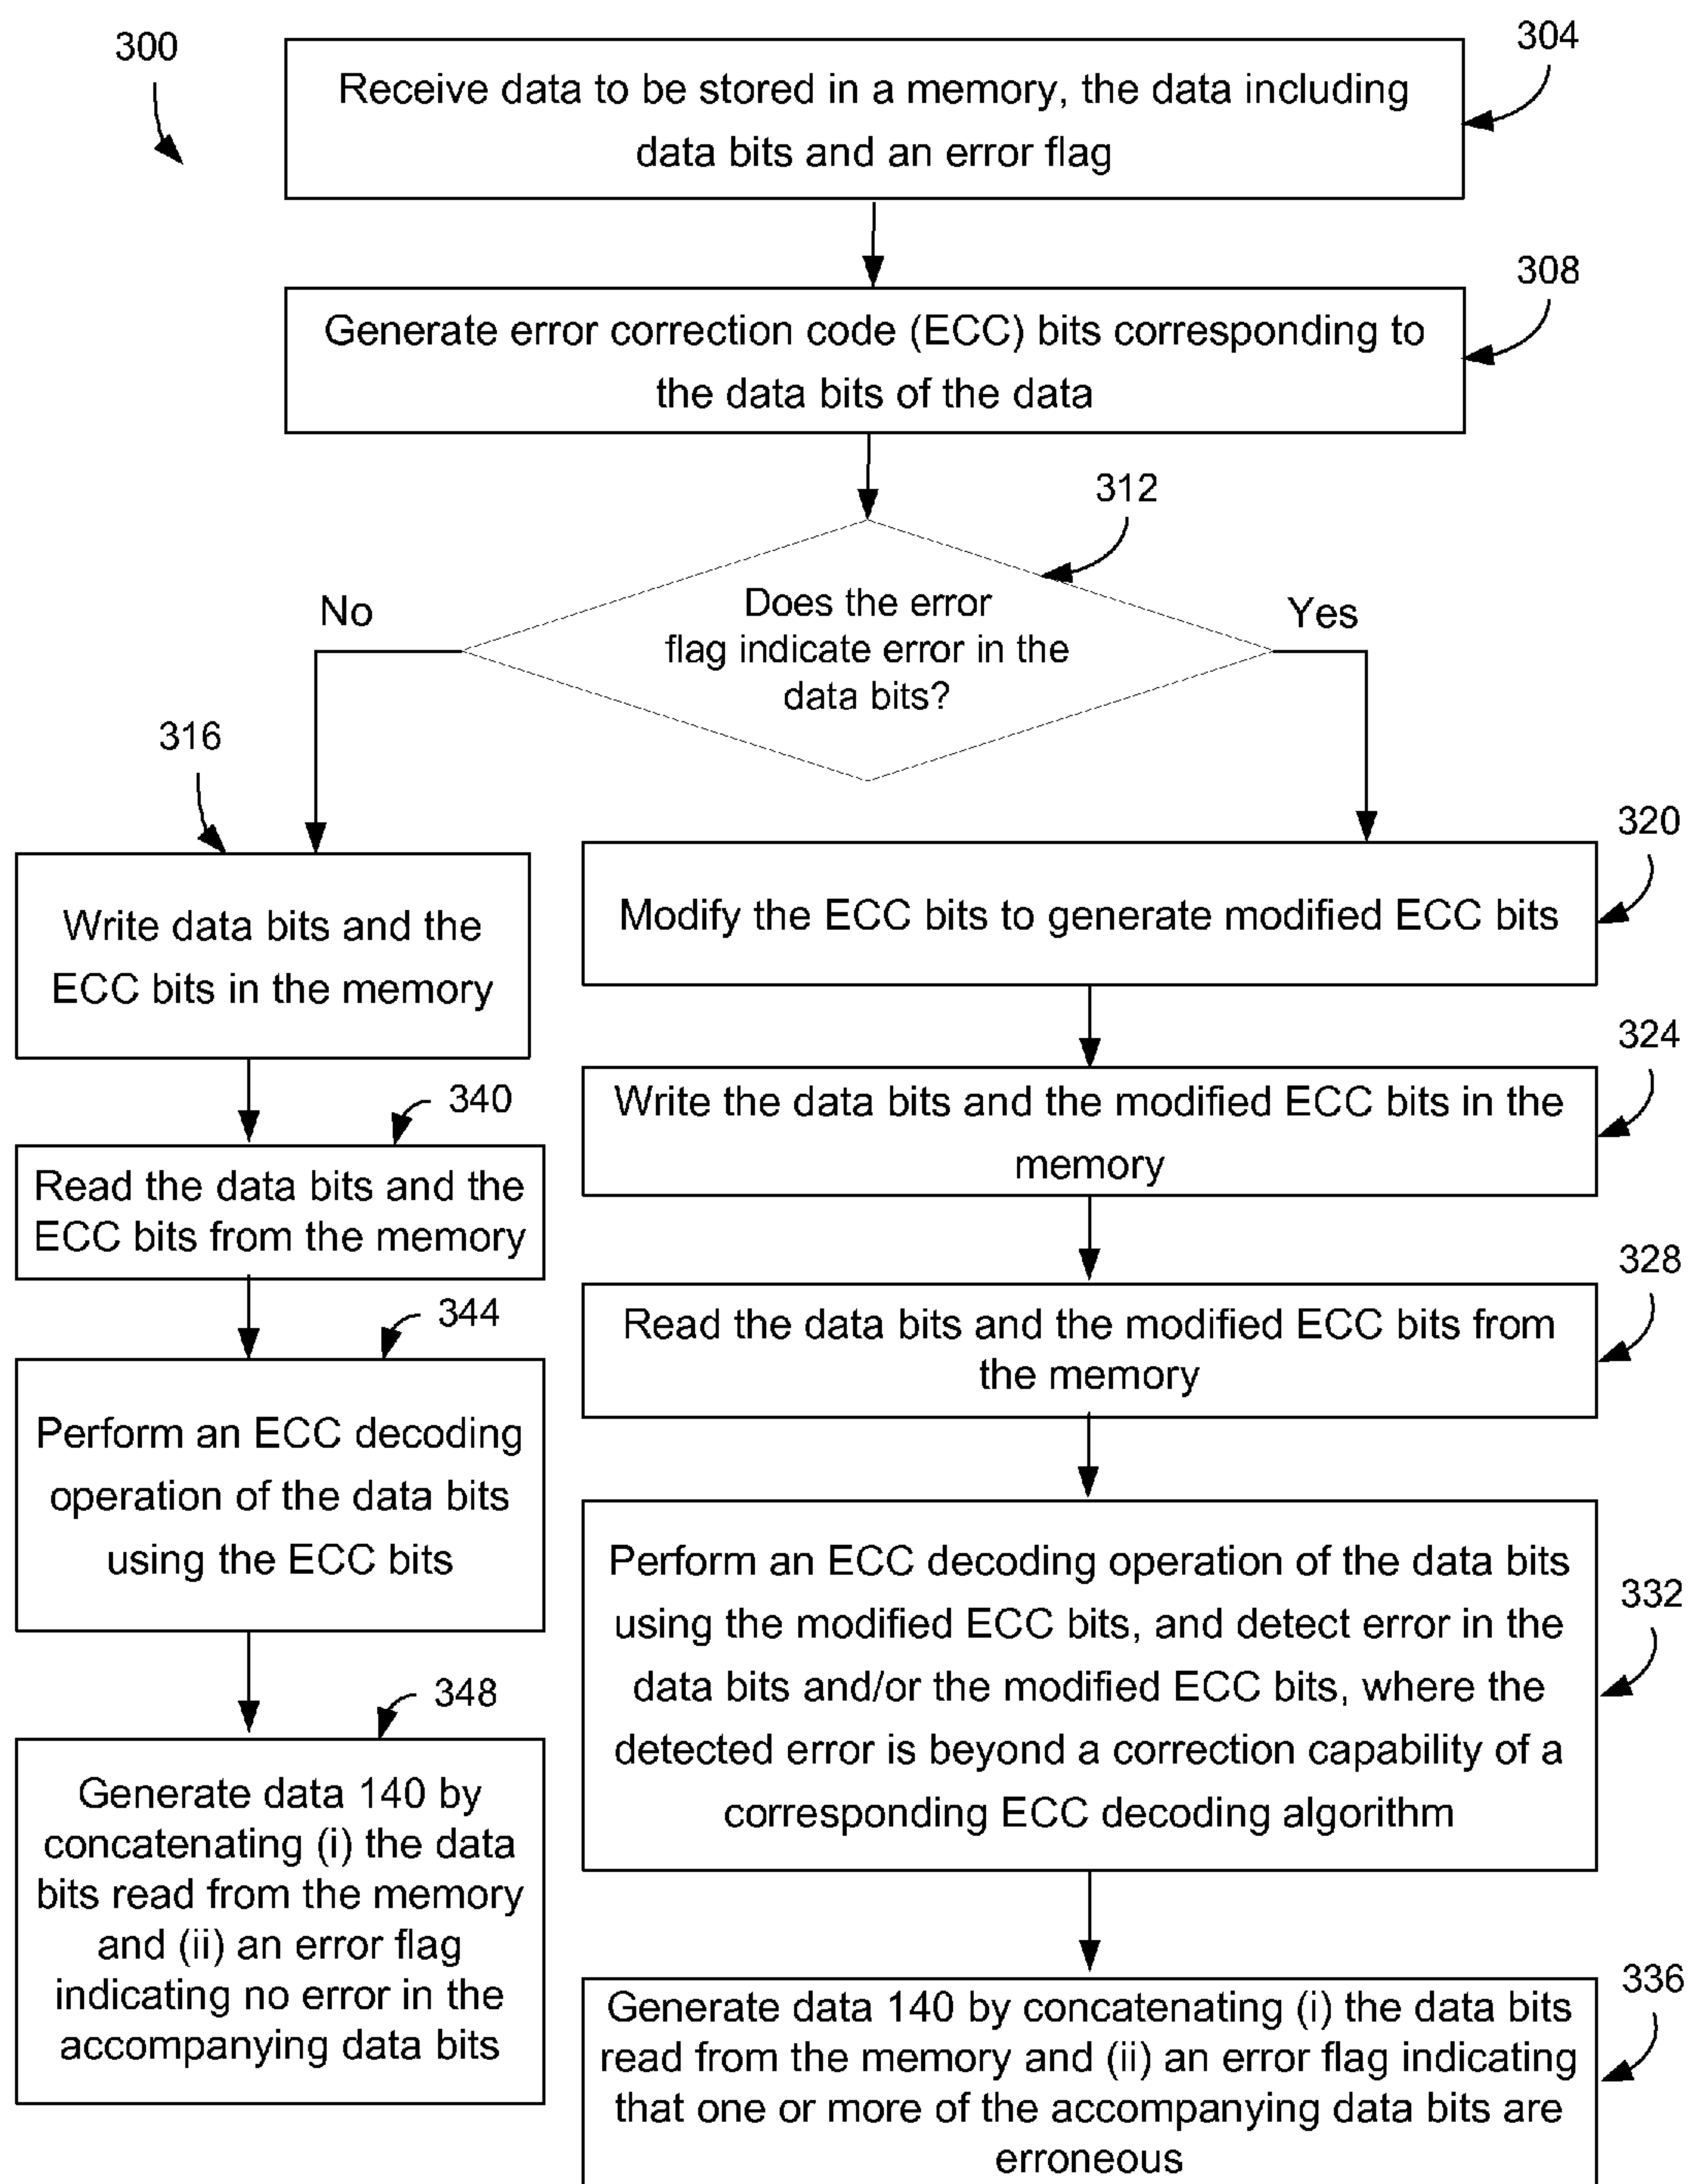 300
304
Receive data to be stored in a memory, the data including
data bits and an error flag
308
Generate error correction code (ECC) bits corresponding to
the data bits of the data
312
Does the error
flag indicate error in the
data bits?
No
Yes
316
Write data bits and the
ECC bits in the memory
340
Read the data bits and the
ECC bits from the memory
344
Perform an ECC decoding
operation of the data bits
using the ECC bits
348
Generate data 140 by
concatenating (i) the data
bits read from the memory
and (ii) an error flag
indicating no error in the
accompanying data bits
320
Modify the ECC bits to generate modified ECC bits
324
Write the data bits and the modified ECC bits in the
memory
328
Read the data bits and the modified ECC bits from
the memory
332
Perform an ECC decoding operation of the data bits
using the modified ECC bits, and detect error in the
data bits and/or the modified ECC bits, where the
detected error is beyond a correction capability of a
corresponding ECC decoding algorithm
336
Generate data 140 by concatenating (i) the data bits
read from the memory and (ii) an error flag indicating
that one or more of the accompanying data bits are
erroneous